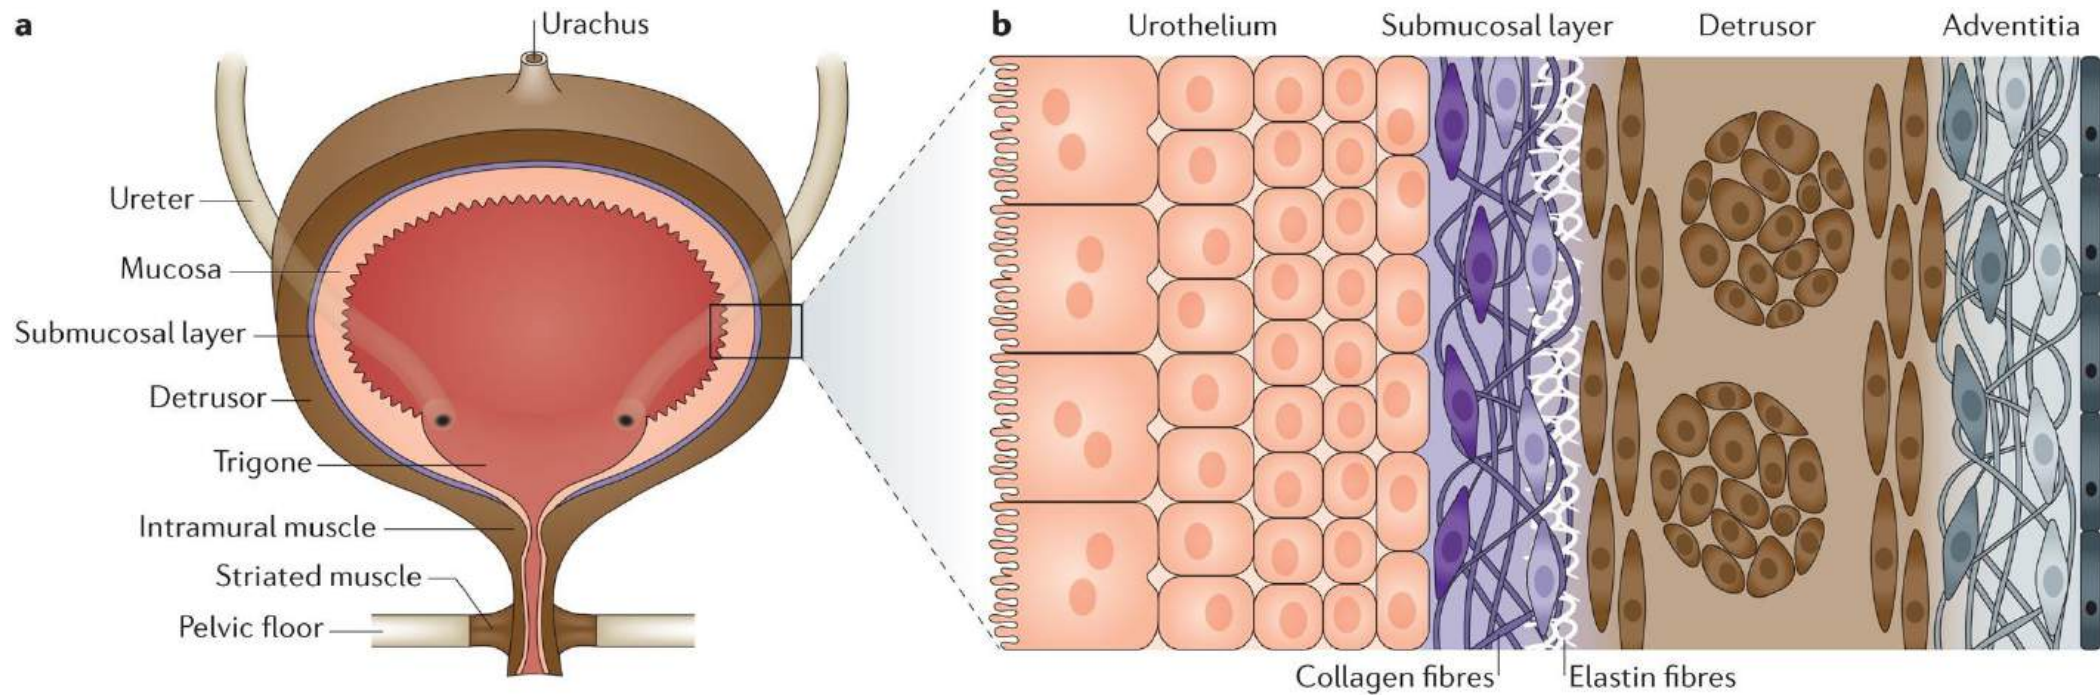 a
Urachus
Ureter
Mucosa
Submucosal layer
Detrusor
Trigone
Intramural muscle
Striated muscle
Pelvic floor
b
Urothelium
Submucosal layer
Detrusor
Adventitia
Collagen fibres
Elastin fibres